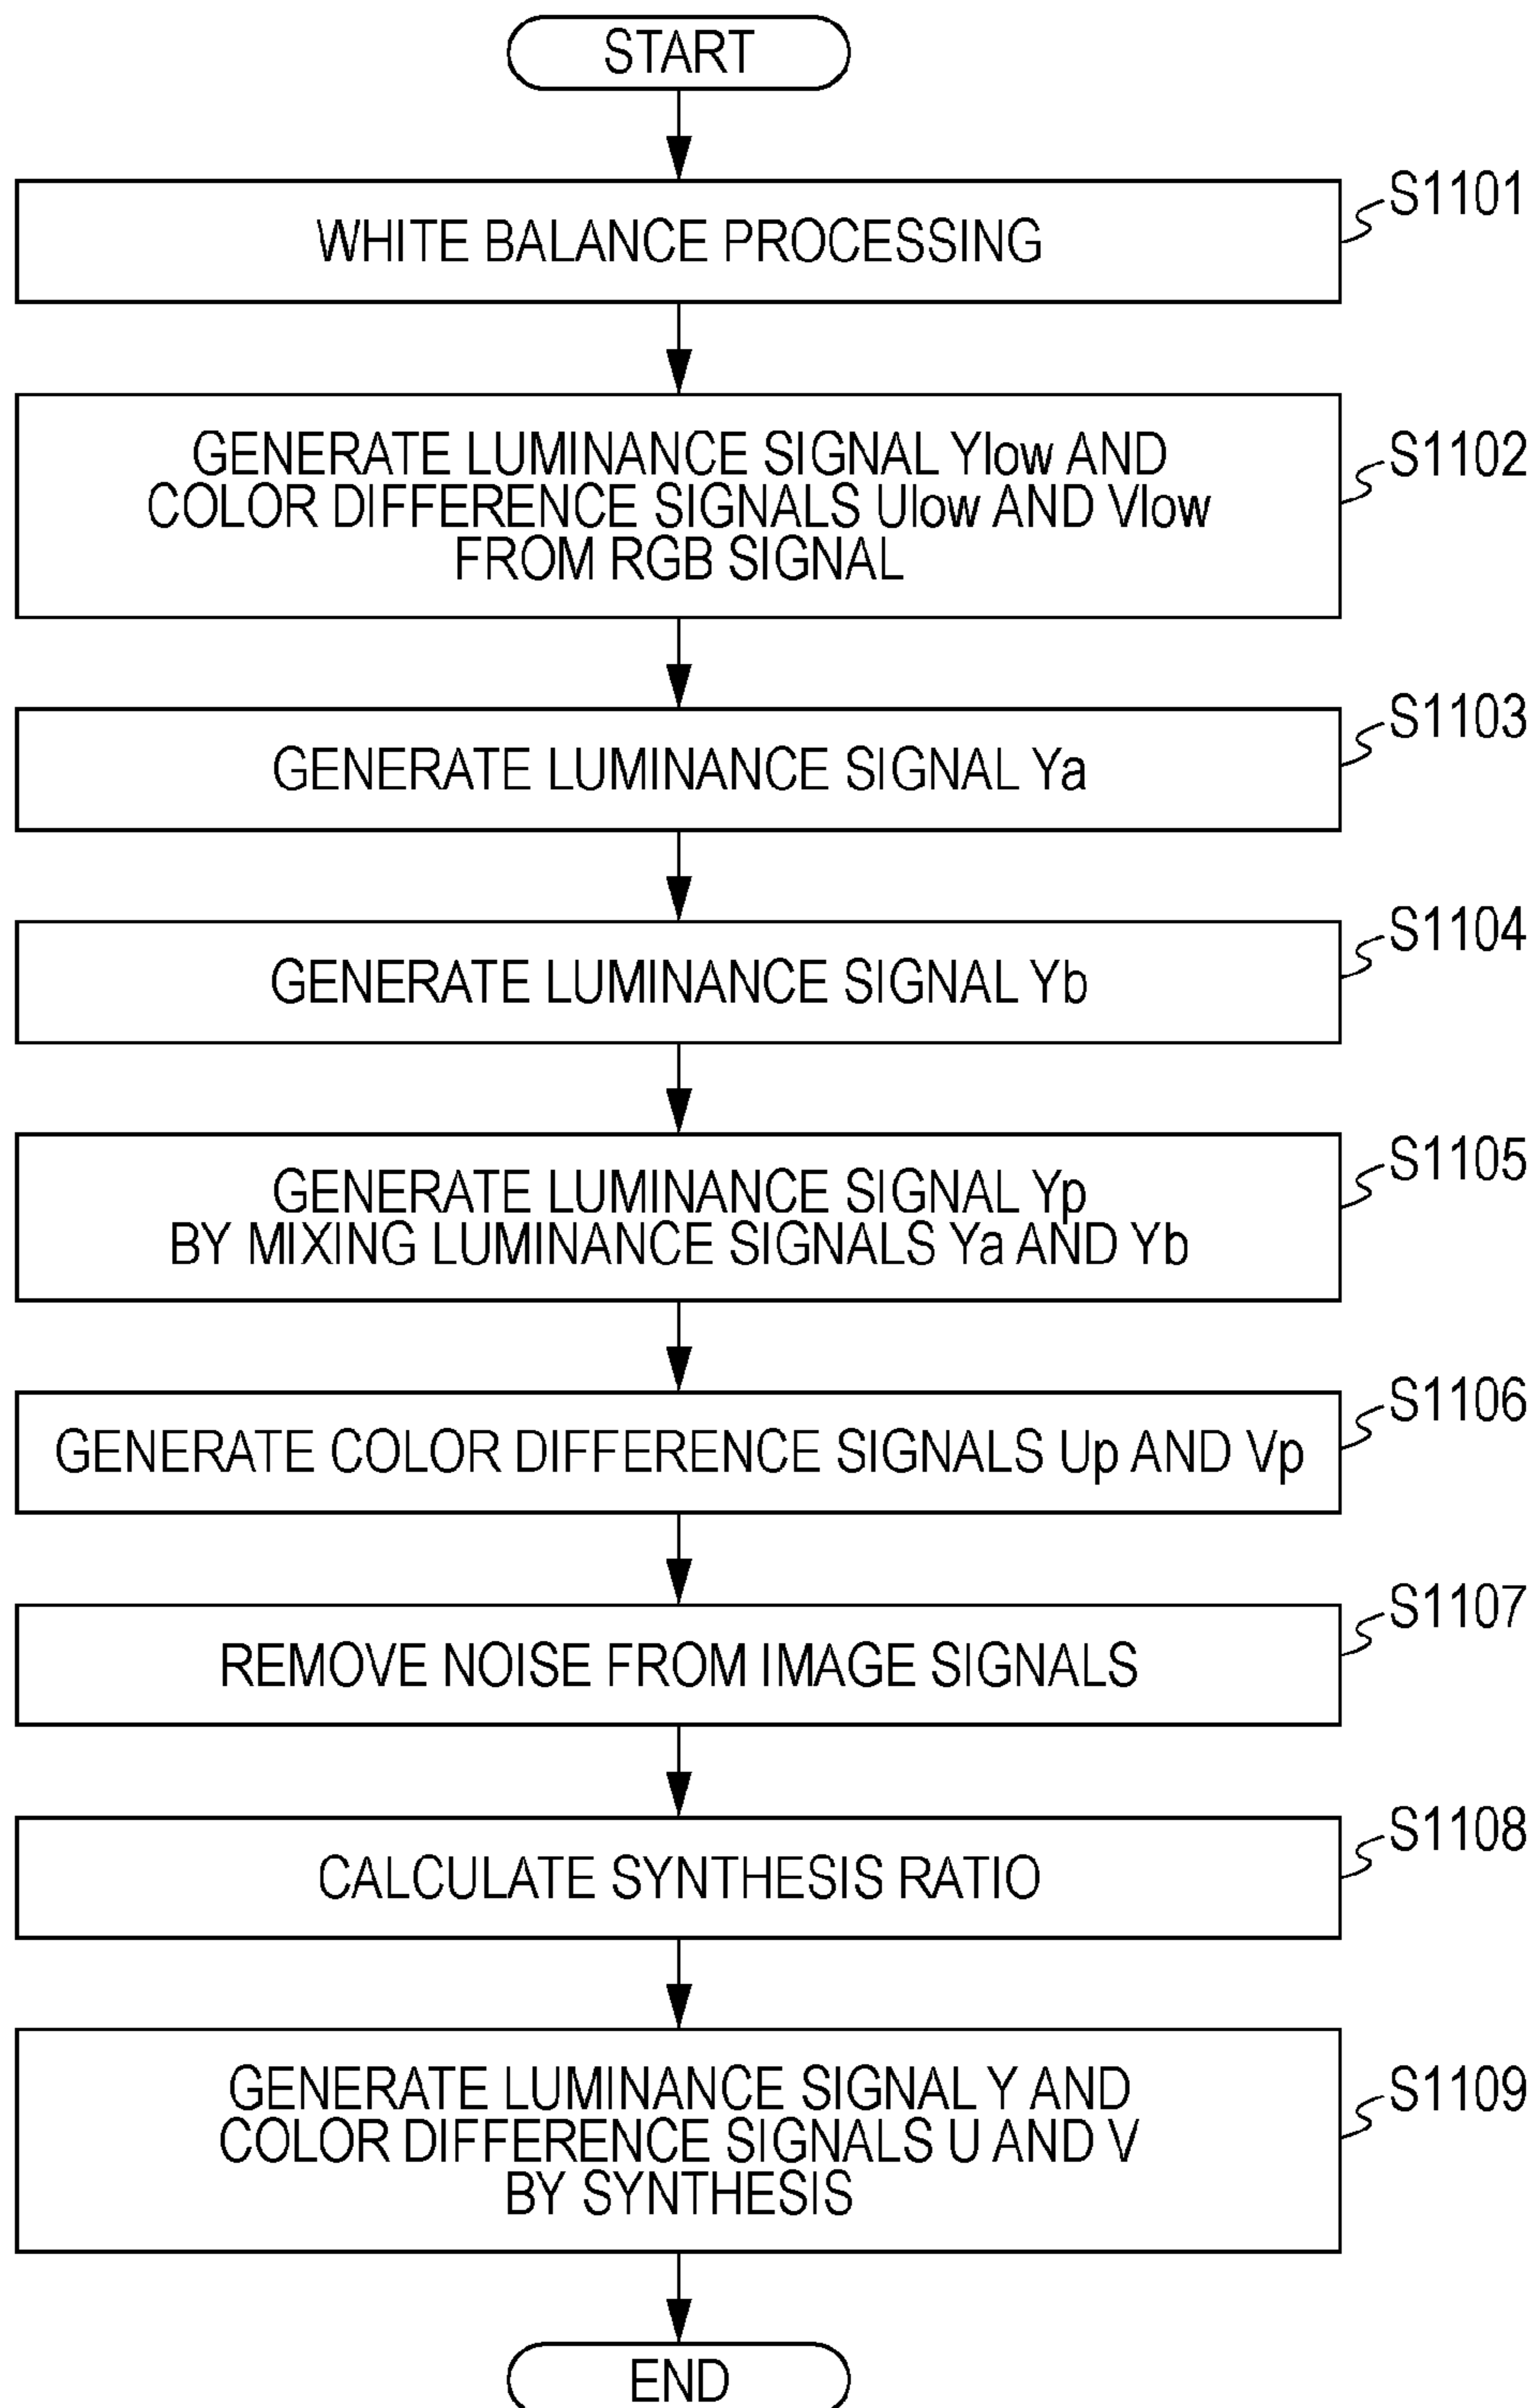 START
S1101
WHITE BALANCE PROCESSING
S1102
GENERATE LUMINANCE SIGNAL Ylow AND
COLOR DIFFERENCE SIGNALS Ulow AND Vlow
FROM RGB SIGNAL
S1103
GENERATE LUMINANCE SIGNAL Ya
S1104
GENERATE LUMINANCE SIGNAL Yb
S1105
GENERATE LUMINANCE SIGNAL Yp
BY MIXING LUMINANCE SIGNALS Ya AND Yb
S1106
GENERATE COLOR DIFFERENCE SIGNALS Up AND Vp
S1107
REMOVE NOISE FROM IMAGE SIGNALS
S1108
CALCULATE SYNTHESIS RATIO
S1109
GENERATE LUMINANCE SIGNAL Y AND
COLOR DIFFERENCE SIGNALS U AND V
BY SYNTHESIS
END